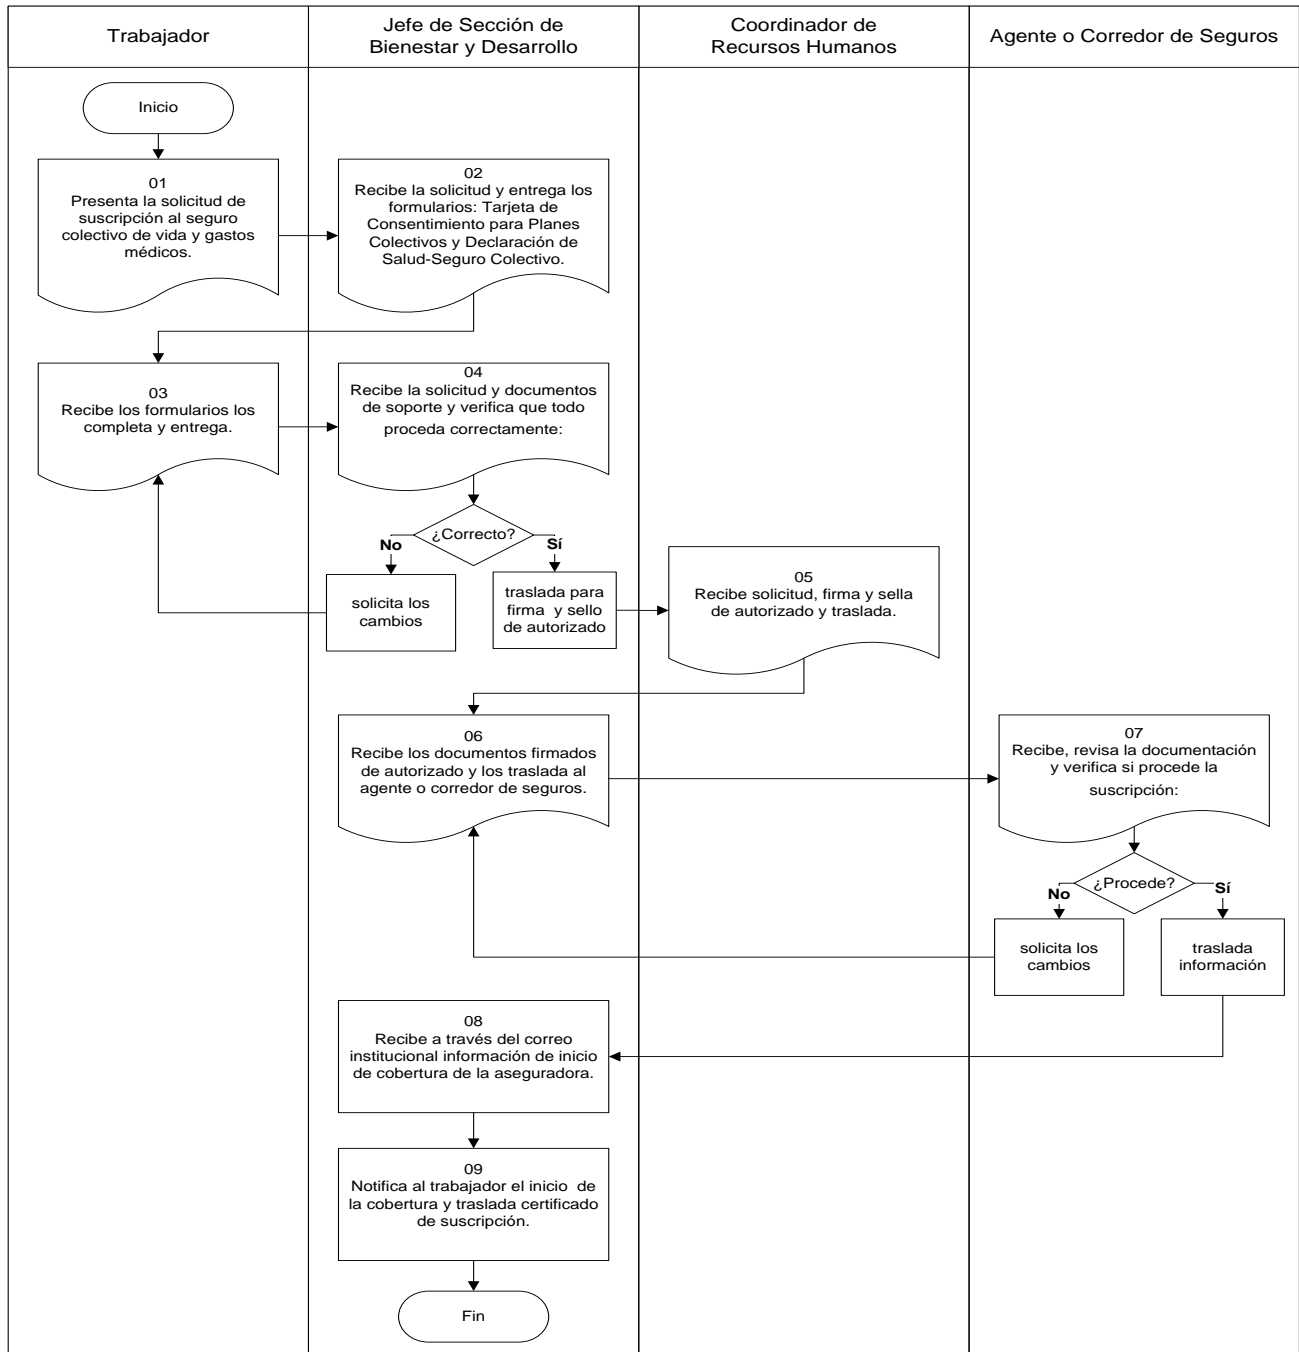 Trabajador
Jefe de Sección de
Bienestar y Desarrollo
Coordinador de
Recursos Humanos
Agente o Corredor de Seguros
Inicio
01
Presenta la solicitud de
suscripción al seguro
colectivo de vida y gastos
médicos.
02
Recibe la solicitud y entrega los
formularios: Tarjeta de
Consentimiento para Planes
Colectivos y Declaración de
Salud-Seguro Colectivo.
03
Recibe los formularios los
completa y entrega.
04
Recibe la solicitud y documentos
de soporte y verifica que todo
proceda correctamente:
¿Correcto?
No
Sí
solicita los
cambios
traslada para
firma y sello
de autorizado
05
Recibe solicitud, firma y sella
de autorizado y traslada.
06
Recibe los documentos firmados
de autorizado y los traslada al
agente o corredor de seguros.
07
Recibe, revisa la documentación
y verifica si procede la
suscripción:
¿Procede?
No
Sí
solicita los
cambios
traslada
información
08
Recibe a través del correo
institucional información de inicio
de cobertura de la aseguradora.
09
Notifica al trabajador el inicio de
la cobertura y traslada certificado
de suscripción.
Fin